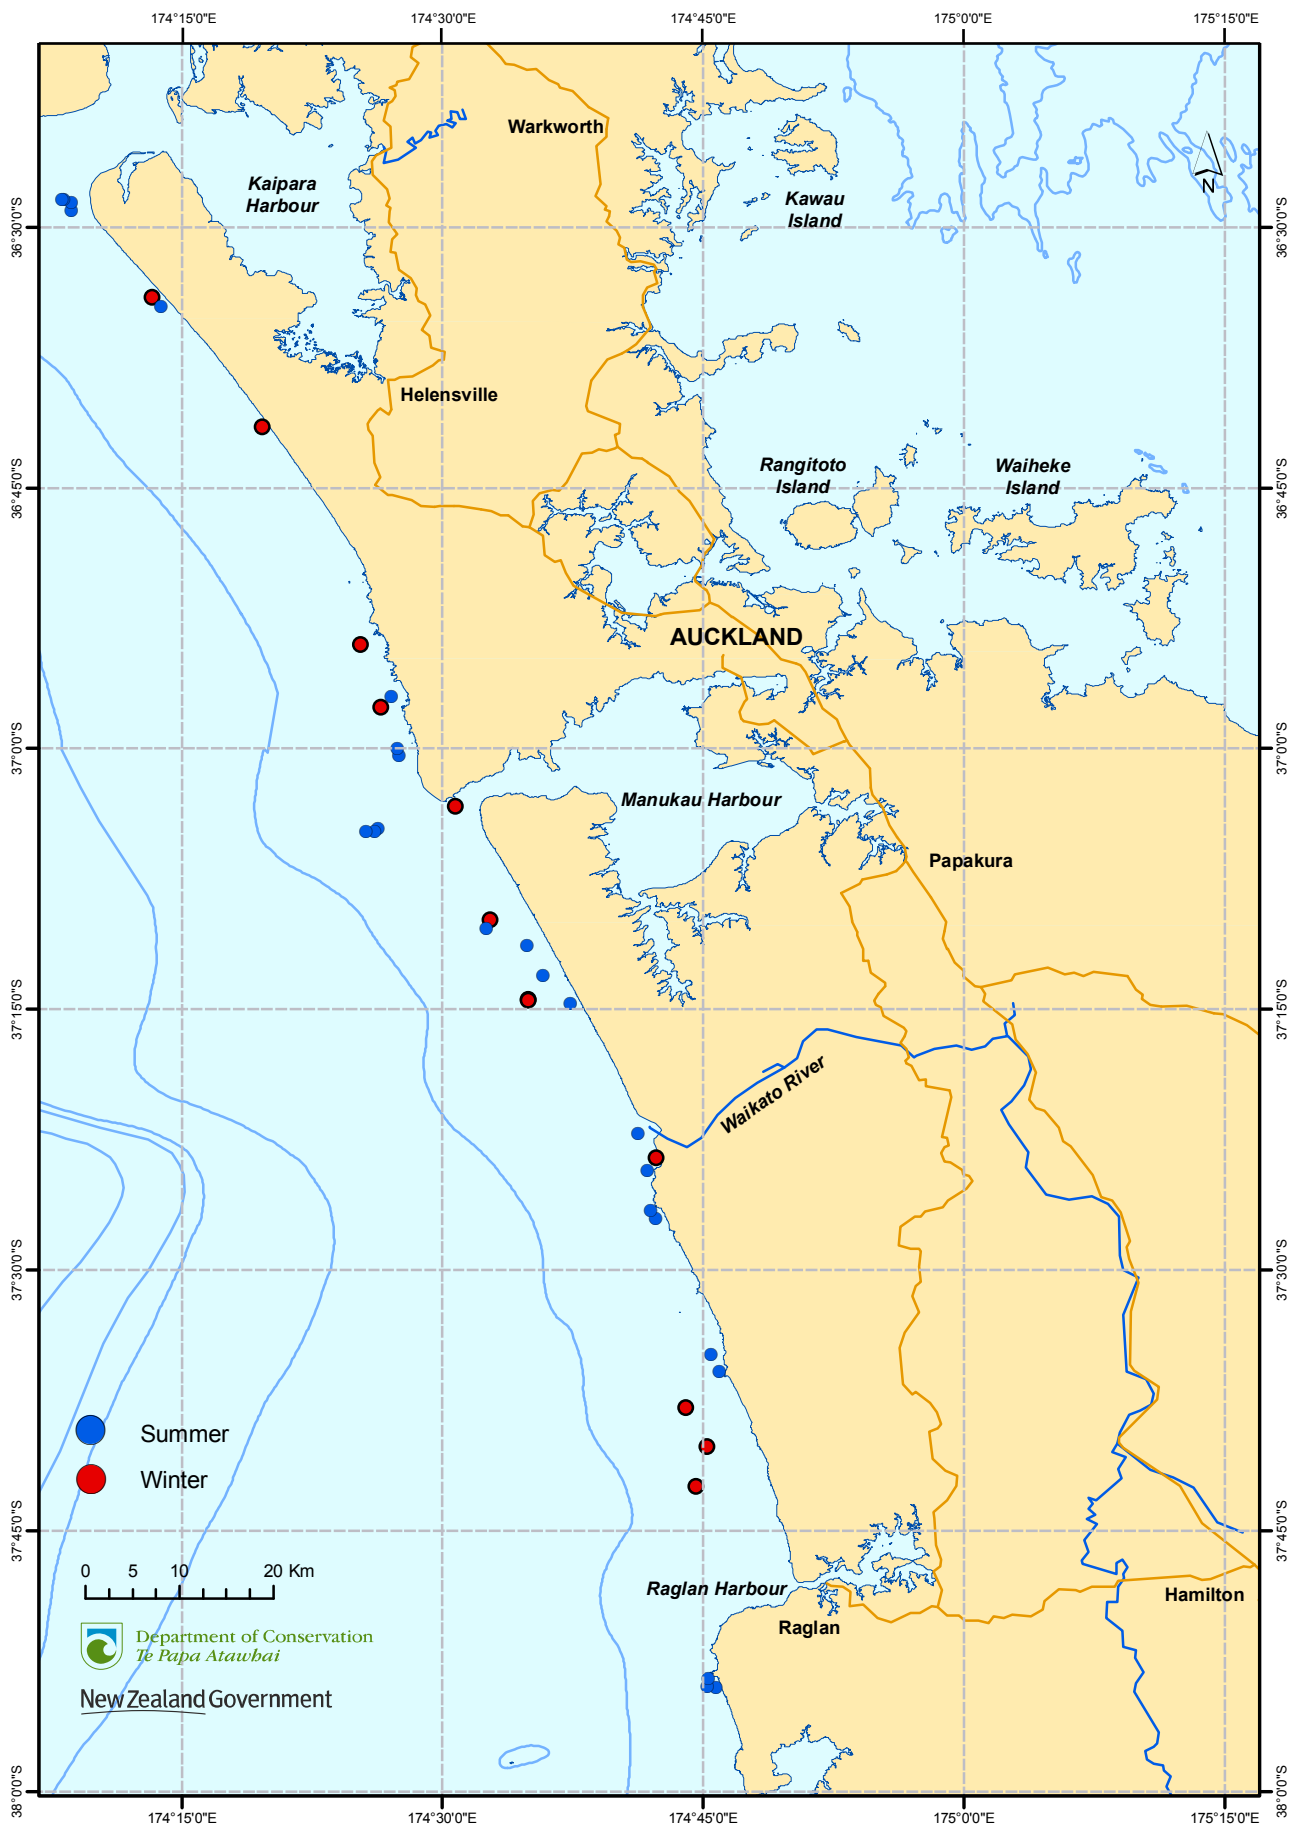 174°15'0"E
174°30'0"E
174°45'0"E
175°0'0"E
175°15'0"E
Warkworth
Kaipara
Harbour
Kawau
Island
N
36°30'0"S
36°30'0"S
Helensville
Rangitoto
Island
Waiheke
Island
36°45'0"S
36°45'0"S
AUCKLAND
37°0'0"S
37°0'0"S
Manukau Harbour
Papakura
37°15'0"S
37°15'0"S
Waikato River
37°30'0"S
37°30'0"S
Summer
Winter
37°45'0"S
37°45'0"S
0 5 10 20 Km
Raglan Harbour
Hamilton
Raglan
Department of Conservation
Te Papa Atawhai
New Zealand Government
38°0'0"S
38°0'0"S
174°15'0"E
174°30'0"E
174°45'0"E
175°0'0"E
175°15'0"E